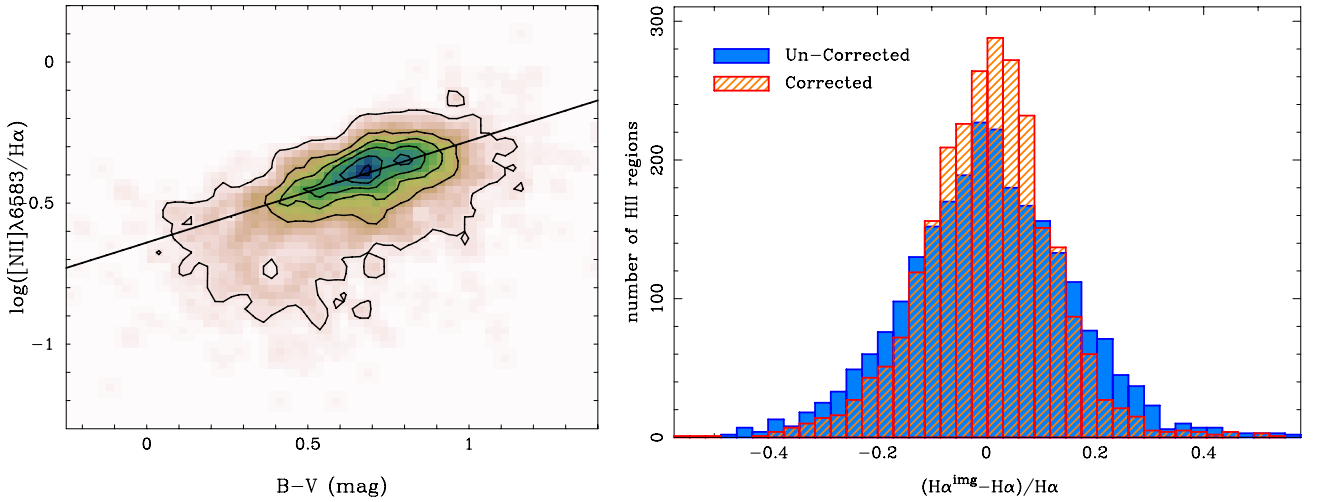 log([NII]λ6583/Hα)
0
−0.5
−1
0
0.5
1
B−V (mag)
number of HII regions
300
200
100
0
Un−Corrected
Corrected
−0.4
−0.2
0
0.2
0.4
(Hα^img−Hα)/Hα